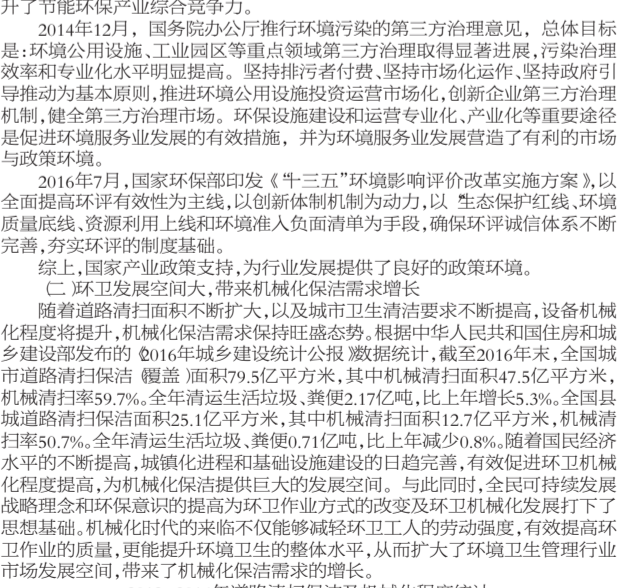 升了节能环保产业综合竞争力。
2014年12月，国务院办公厅推行环境污染的第三方治理意见，总体目标
是：环境公用设施、工业园区等重点领域第三方治理取得显著进展，污染治理
效率和专业化水平明显提高。坚持排污者付费、坚持市场化运作、坚持政府引
导推动为基本原则，推进环境公用设施投资运营市场化，创新企业第三方治理
机制，健全第三方治理市场。环保设施建设和运营专业化、产业化等重要途径
是促进环境服务业发展的有效措施，并为环境服务业发展营造了有利的市场
与政策环境。
2016年7月，国家环保部印发《“十三五”环境影响评价改革实施方案》，以
全面提高环评有效性为主线，以创新体制机制为动力，以“生态保护红线、环境
质量底线、资源利用上线和环境准入负面清单为手段，确保环评诚信体系不断
完善，夯实环评的制度基础。
综上，国家产业政策支持，为行业发展提供了良好的政策环境。
（二）环卫发展空间大，带来机械化保洁需求增长
随着道路清扫面积不断扩大，以及城市卫生清洁要求不断提高，设备机械
化程度将提升，机械化保洁需求保持旺盛态势。根据中华人民共和国住房和城
乡建设部发布的《2016年城乡建设统计公报》数据统计，截至2016年末，全国城
市道路清扫保洁（覆盖）面积79.5亿平方米，其中机械清扫面积47.5亿平方米，
机械清扫率59.7%。全年清运生活垃圾、粪便2.17亿吨，比上年增长5.3%。全国县
城道路清扫保洁面积25.1亿平方米，其中机械清扫面积12.7亿平方米，机械清
扫率50.7%。全年清运生活垃圾、粪便0.71亿吨，比上年减少0.8%。随着国民经济
水平的不断提高，城镇化进程和基础设施建设的日趋完善，有效促进环卫机械
化程度提高，为机械化保洁提供巨大的发展空间。与此同时，全民可持续发展
战略理念和环保意识的提高为环卫作业方式的改变及环卫机械化发展打下了
思想基础。机械化时代的来临不仅能够减轻环卫工人的劳动强度，有效提高环
卫作业的质量，更能提升环境卫生的整体水平，从而扩大了环境卫生管理行业
市场发展空间，带来了机械化保洁需求的增长。